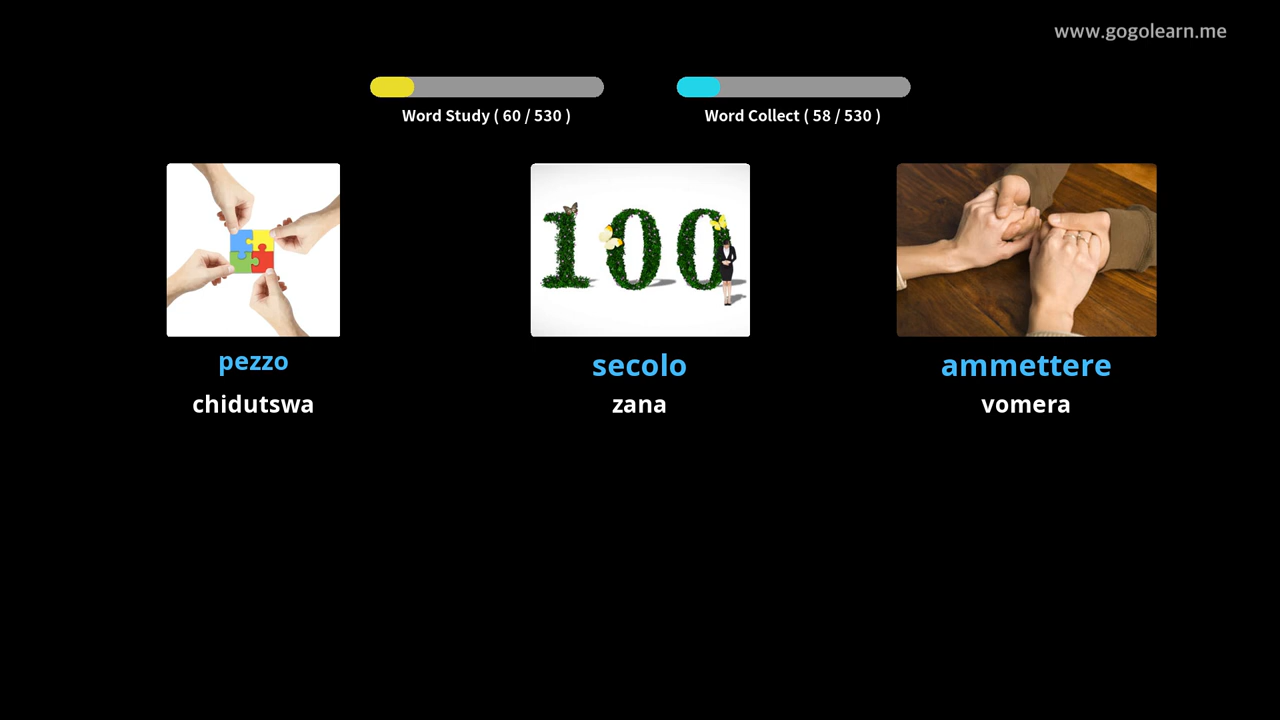 www.gogolearn.me
Word Study ( 60 / 530 )
Word Collect ( 58 / 530 )
100
pezzo
secolo
ammettere
chidutswa
zana
vomera